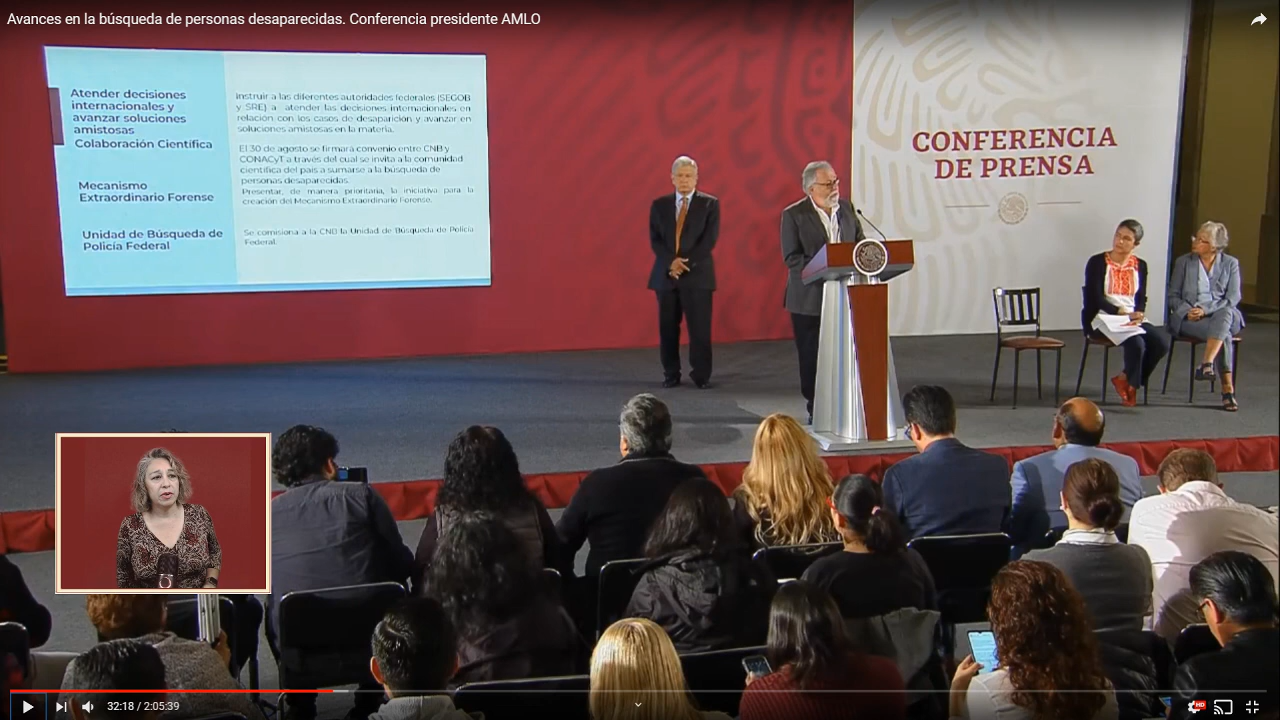 Avances en la búsqueda de personas desaparecidas. Conferencia presidente AMLO
Atender decisiones
internacionales y
avanzar soluciones
amistosas
Colaboración Científica
Mecanismo
Extraordinario Forense
Unidad de Búsqueda de
Policía Federal
Instruir a las diferentes autoridades federales (SEGOB
y SRE) a atender las decisiones internacionales en
relación con los casos de desaparición y avanzar en
soluciones amistosas en la materia.
El 30 de agosto se firmará convenio entre CNB y
CONACyT a través del cual se invita a la comunidad
científica del país a sumarse a la búsqueda de
personas desaparecidas.
Presentar, de manera prioritaria, la iniciativa para la
creación del Mecanismo Extraordinario Forense.
Se comisiona a la CNB la Unidad de Búsqueda de Policía
Federal.
CONFERENCIA
DE PRENSA
32:18 / 2:05:39
HD